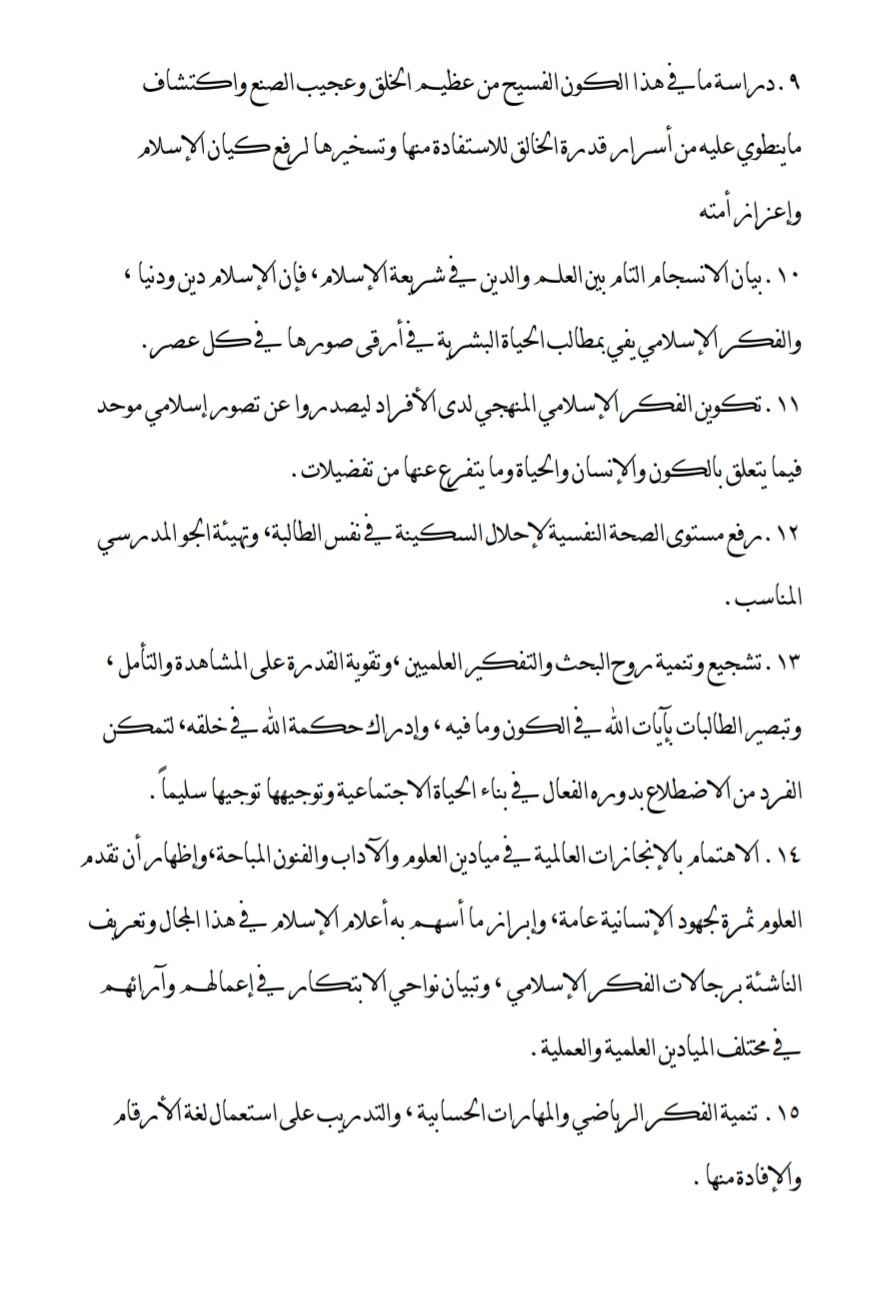 ٩. دراسة ما في هذا الكون الفسيح من عظيم الخلق وعجيب الصنع واكتشاف
ما ينطوي عليه من أسرار قدرة الخالق للاستفادة منها وتسخيرها لرفع كيان الإسلام
وإعزاز أمته
١٠. بيان الانسجام التام بين العلم والدين في شريعة الإسلام، فإن الإسلام دين ودنيا ،
والفكر الإسلامي يفي بمطالب الحياة البشرية في أرقى صورها في كل عصر.
١١. تكوين الفكر الإسلامي المنهجي لدى الأفراد ليصدروا عن تصور إسلامي موحد
فيما يتعلق بالكون والإنسان والحياة وما يتفرع عنها من تفضيلات .
١٢. رفع مستوى الصحة النفسية لإحلال السكينة في نفس الطالبة، وتهيئة الجو المدرسي
المناسب .
١٣. تشجيع وتنمية روح البحث والتفكير العلميين ،وتقوية القدرة على المشاهدة والتأمل ،
وتبصير الطالبات بآيات الله في الكون وما فيه ، وإدراك حكمة الله في خلقه، لتمكن
الفرد من الاضطلاع بدوره الفعال في بناء الحياة الاجتماعية وتوجيهها توجيها سليماً .
١٤. الاهتمام بالإنجازات العالمية في ميادين العلوم والآداب والفنون المباحة،وإظهار أن تقدم
العلوم ثمرة لجهود الإنسانية عامة، وإبراز ما أسهم به أعلام الإسلام في هذا المجال وتعريف
الناشئة برجالات الفكر الإسلامي ، وتبيان نواحي الابتكار في إعمالهم وآرائهم
في مختلف الميادين العلمية والعملية .
١٥. تنمية الفكر الرياضي والمهارات الحسابية ، والتدريب على استعمال لغة الأرقام
والإفادة منها .